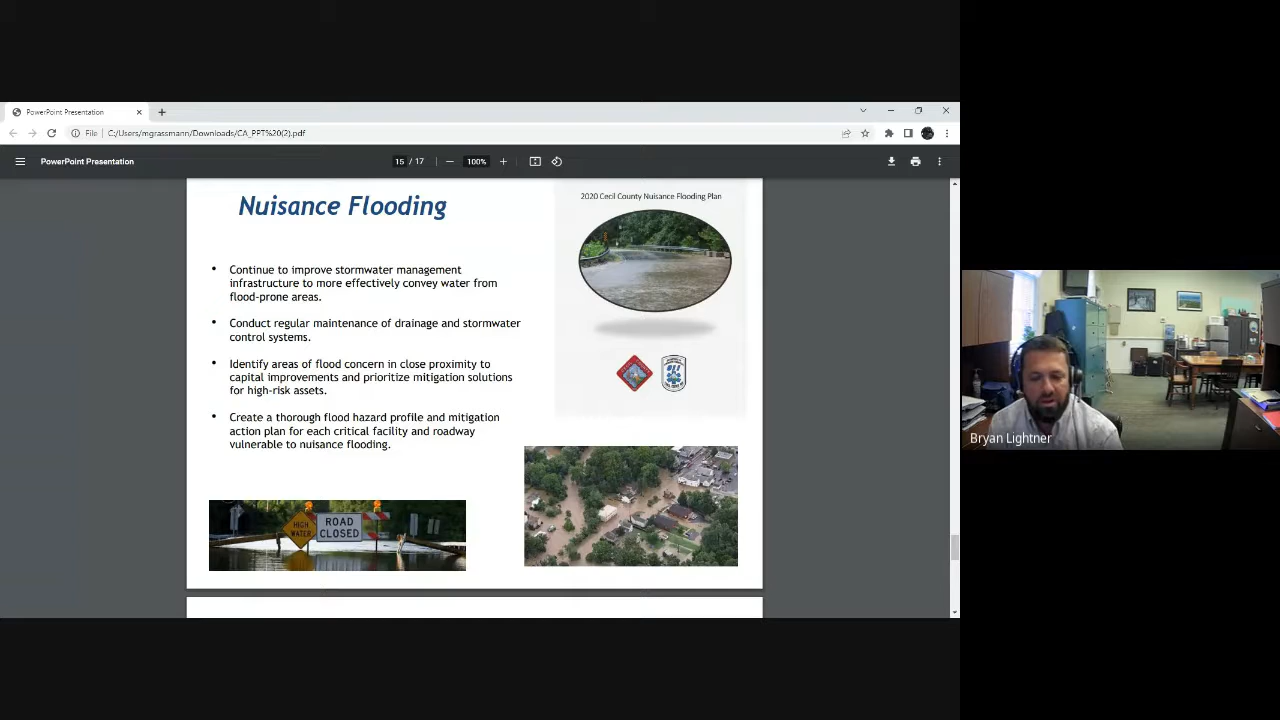 PowerPoint Presentation
File
C:/Users/mgrassmann/Downloads/CA_PPT%20(2).pdf
PowerPoint Presentation
15 / 17
100%
Nuisance Flooding
2020 Cecil County Nuisance Flooding Plan
• Continue to improve stormwater management
infrastructure to more effectively convey water from
flood-prone areas.
• Conduct regular maintenance of drainage and stormwater
control systems.
• Identify areas of flood concern in close proximity to
capital improvements and prioritize mitigation solutions
for high-risk assets.
• Create a thorough flood hazard profile and mitigation
action plan for each critical facility and roadway
vulnerable to nuisance flooding.
911
HIGH
WATER
ROAD
CLOSED
Bryan Lightner